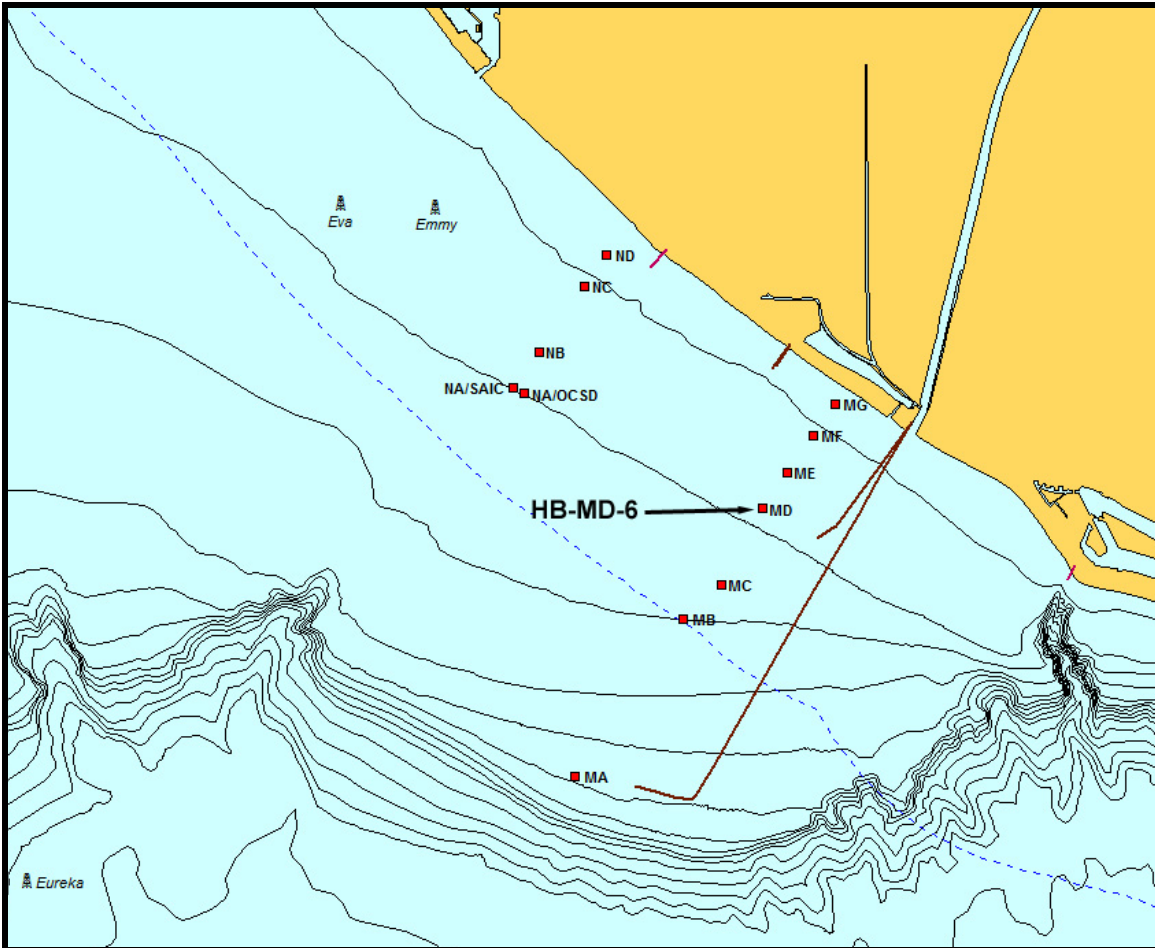 Eva
Emmy
ND
NC
NB
NA/SAIC
NA/OCSD
MG
MF
ME
HB-MD-6
MD
MC
MB
MA
Eureka